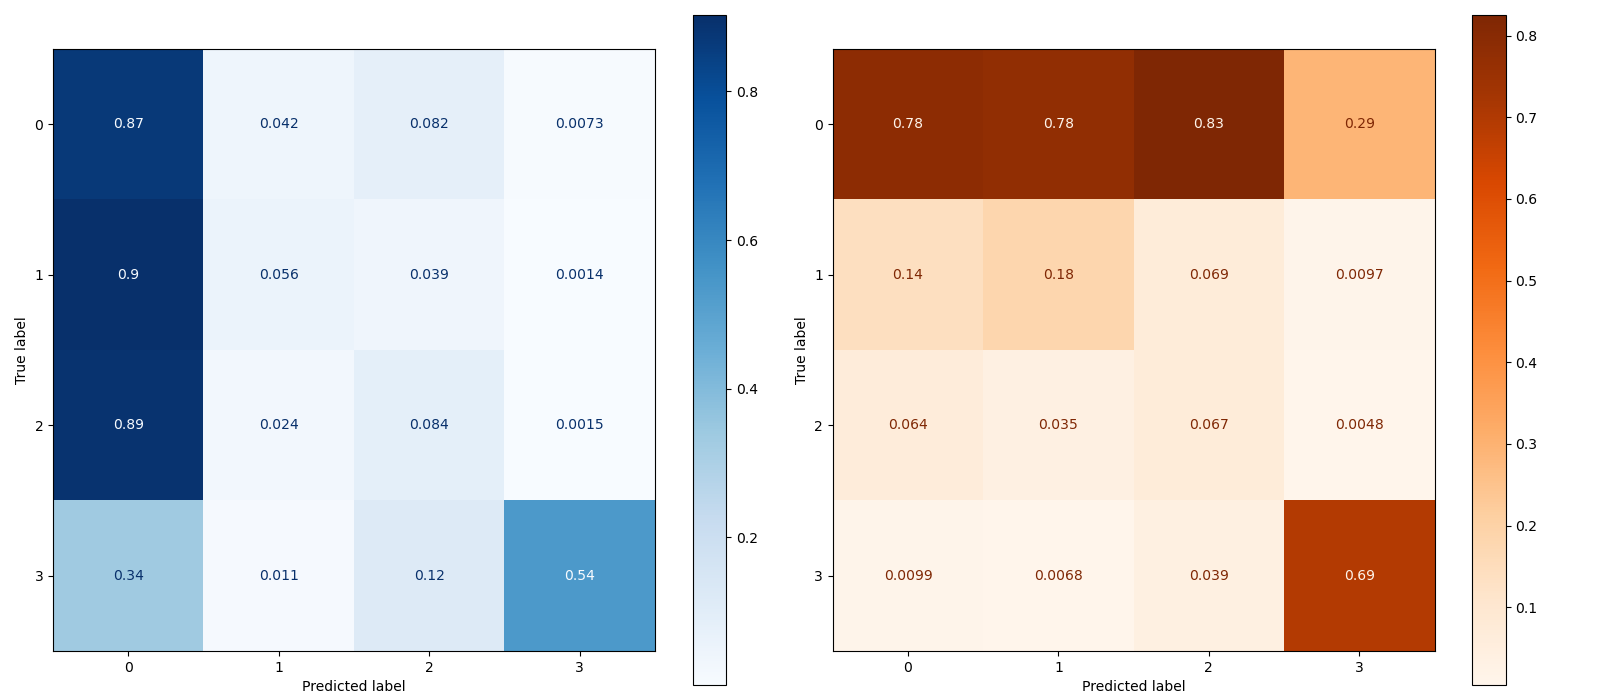 0.87 0.042 0.082 0.0073
0.9 0.056 0.039 0.0014
0.89 0.024 0.084 0.0015
0.34 0.011 0.12 0.54
0
1
2
3
True label
0 1 2 3
Predicted label
0.8
0.6
0.4
0.2
0.78 0.78 0.83 0.29
0.14 0.18 0.069 0.0097
0.064 0.035 0.067 0.0048
0.0099 0.0068 0.039 0.69
0
1
2
3
True label
0 1 2 3
Predicted label
0.8
0.7
0.6
0.5
0.4
0.3
0.2
0.1